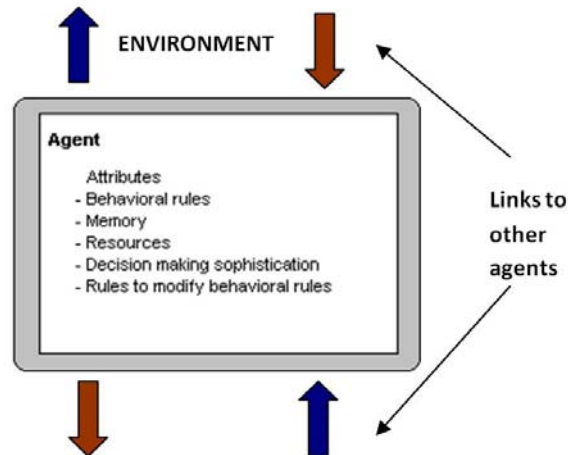 ENVIRONMENT
Agent
Attributes
- Behavioral rules
- Memory
- Resources
- Decision making sophistication
- Rules to modify behavioral rules
Links to
other
agents